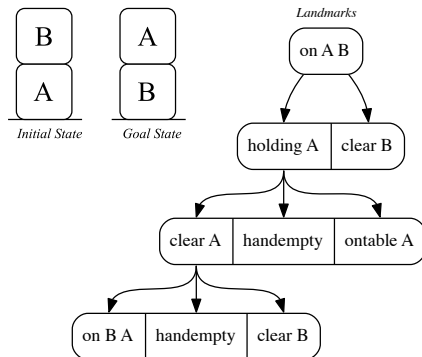 Landmarks
B
A
A
B
Initial State
Goal State
on A B
holding A
clear B
clear A
handempty
ontable A
on B A
handempty
clear B